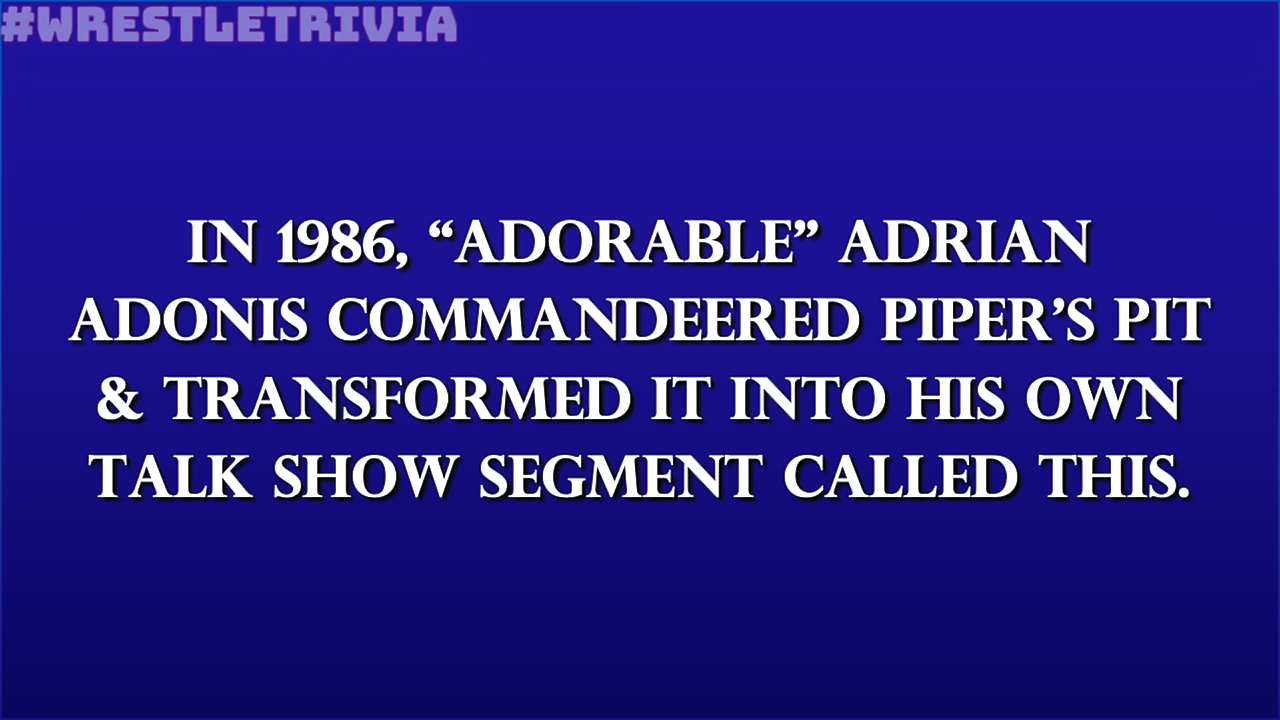 #WRESTLETRIVIA
IN 1986, “ADORABLE” ADRIAN
ADONIS COMMANDEERED PIPER’S PIT
& TRANSFORMED IT INTO HIS OWN
TALK SHOW SEGMENT CALLED THIS.